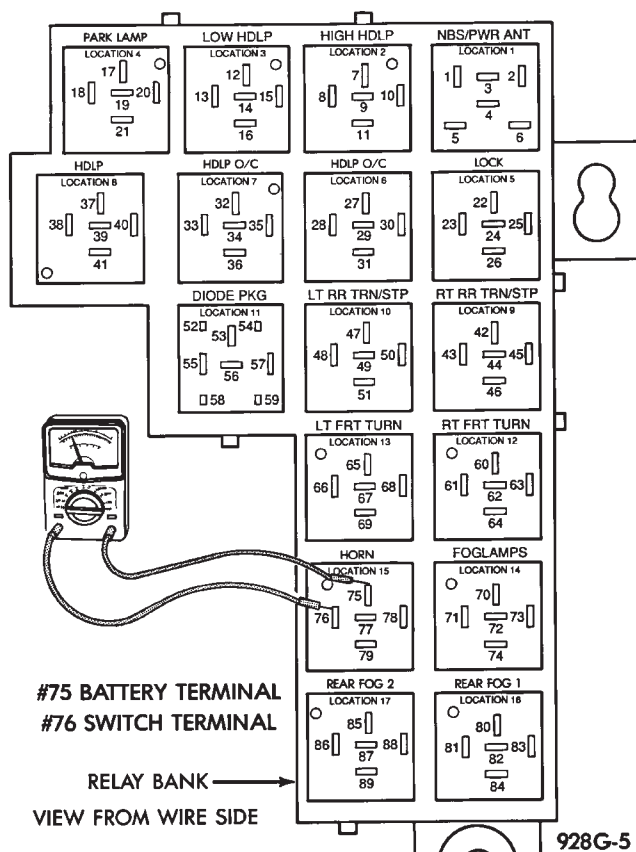 PARK LAMP
LOCATION 4
17
18
19
20
21
LOW HDLP
LOCATION 3
12
13
14
15
16
HIGH HDLP
LOCATION 2
7
8
9
10
11
NBS/PWR ANT
LOCATION 1
1
2
3
4
5
6
HDLP
LOCATION 8
37
38
39
40
41
HDLP O/C
LOCATION 7
32
33
34
35
36
HDLP O/C
LOCATION 6
27
28
29
30
31
LOCK
LOCATION 5
22
23
24
25
26
DIODE PKG
LOCATION 11
52
53
54
55
56
57
58
59
LT RR TRN/STP
LOCATION 10
47
48
49
50
51
RT RR TRN/STP
LOCATION 9
42
43
44
45
46
LT FRT TURN
LOCATION 13
65
66
67
68
69
RT FRT TURN
LOCATION 12
60
61
62
63
64
HORN
LOCATION 15
75
76
77
78
79
FOGLAMPS
LOCATION 14
70
71
72
73
74
#75 BATTERY TERMINAL
#76 SWITCH TERMINAL
REAR FOG 2
LOCATION 17
85
86
87
88
89
REAR FOG 1
LOCATION 16
80
81
82
83
84
RELAY BANK
VIEW FROM WIRE SIDE
928G-5